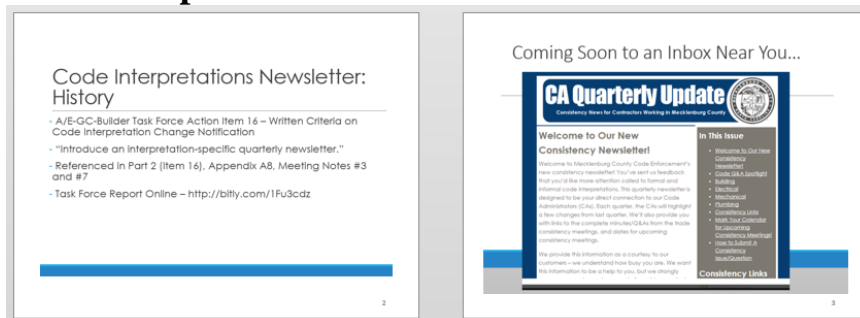 Code Interpretations Newsletter:
History
- A/E-GC-Builder Task Force Action Item 16 – Written Criteria on
Code Interpretation Change Notification
- "Introduce an interpretation-specific quarterly newsletter."
- Referenced in Part 2 (Item 16), Appendix A8, Meeting Notes #3
and #7
- Task Force Report Online – http://bitly.com/1Fu3cdz
2
Coming Soon to an Inbox Near You...
CA Quarterly Update
Consistency News for Contractors Working in Mecklenburg County
Welcome to Our New
Consistency Newsletter!
Welcome to Mecklenburg County Code Enforcement's
new consistency newsletter! You've sent us feedback
that you'd like more attention called to formal and
informal code interpretations. This quarterly newsletter is
designed to be your direct connection to our Code
Administrators (CAs). Each quarter, the CAs will highlight
a few changes from last quarter. We'll also provide you
with links to the complete minutes/Q&As from the trade
consistency meetings, and dates for upcoming
consistency meetings.
We provide this information as a courtesy to our
customers – we understand how busy you are. We want
this information to be a help to you, but we strongly
In This Issue
• Welcome to Our New
Consistency
Newsletter!
• Code Q&A Spotlight
• Building
• Electrical
• Mechanical
• Plumbing
• Consistency Links
• Mark Your Calendar
for Upcoming
Consistency Meetings!
• How to Submit A
Consistency
Issue/Question
Consistency Links
3